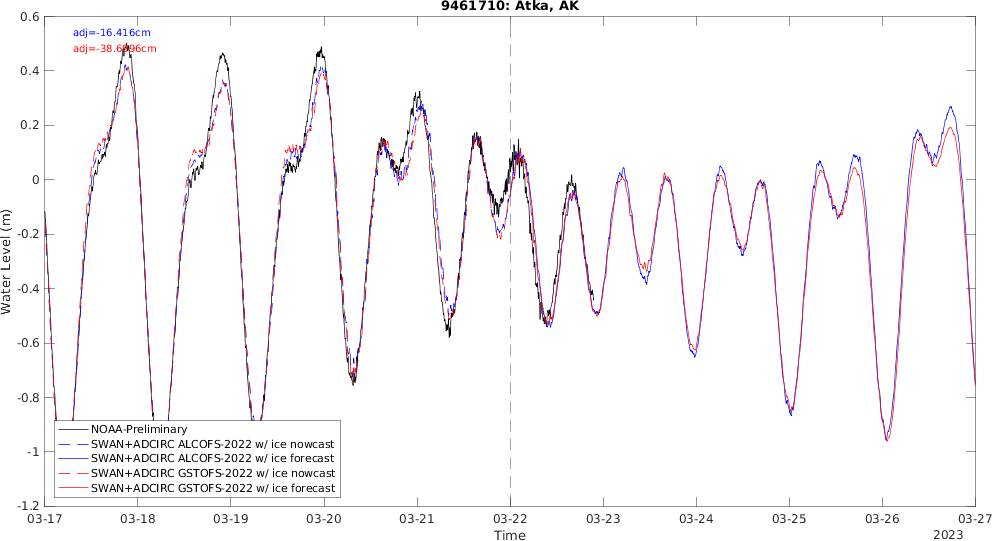 9461710: Atka, AK
adj=-16.416cm
Water Level (m)
0.6
0.4
0.2
0
-0.2
-0.4
-0.6
-0.8
-1
-1.2
NOAA-Preliminary
SWAN+ADCIRC ALCOFS-2022 w/ ice nowcast
SWAN+ADCIRC ALCOFS-2022 w/ ice forecast
SWAN+ADCIRC GSTOFS-2022 w/ ice nowcast
SWAN+ADCIRC GSTOFS-2022 w/ ice forecast
03-17 03-18 03-19 03-20 03-21 03-22 03-23 03-24 03-25 03-26 03-27
Time
2023